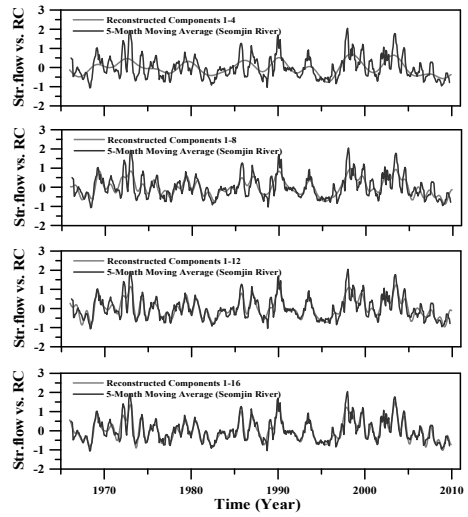 Str.flow vs. RC
3
2
1
0
-1
-2
Reconstructed Components 1-4
5-Month Moving Average (Seomjin River)
Str.flow vs. RC
3
2
1
0
-1
-2
Reconstructed Components 1-8
5-Month Moving Average (Seomjin River)
Str.flow vs. RC
3
2
1
0
-1
-2
Reconstructed Components 1-12
5-Month Moving Average (Seomjin River)
Str.flow vs. RC
3
2
1
0
-1
-2
Reconstructed Components 1-16
5-Month Moving Average (Seomjin River)
1970 1980 1990 2000 2010
Time (Year)